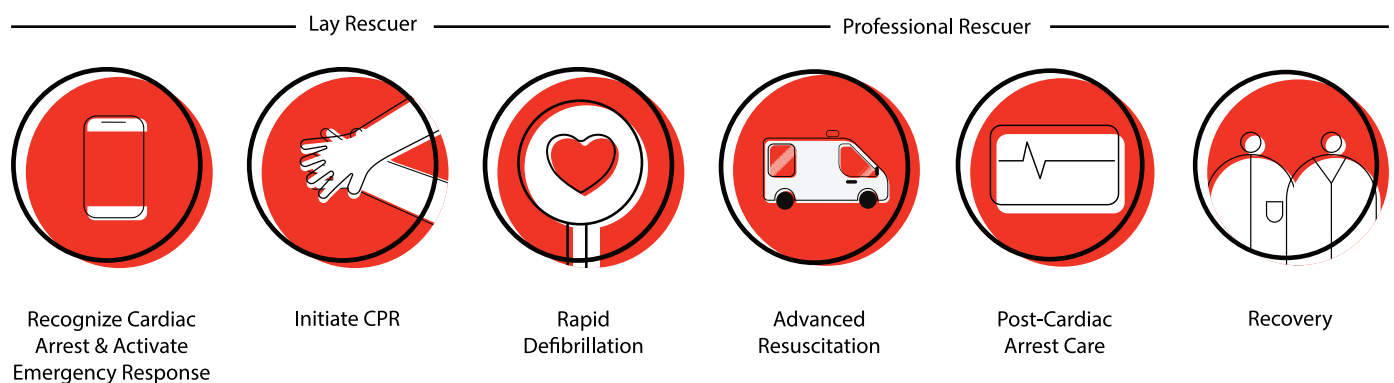 Lay Rescuer
Professional Rescuer
Recognize Cardiac
Arrest & Activate
Emergency Response
Initiate CPR
Rapid
Defibrillation
Advanced
Resuscitation
Post-Cardiac
Arrest Care
Recovery